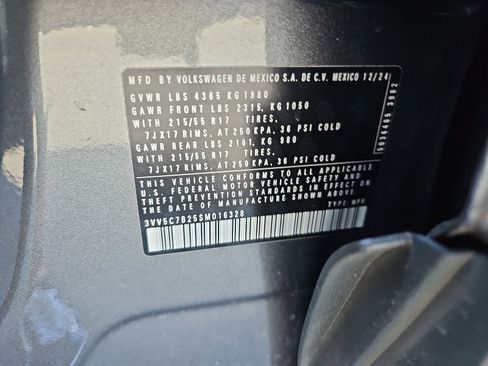 MFD BY VOLKSWAGEN DE MEXICO S.A. DE C.V. MEXICO 12/24
GVWR LBS 4365 KG 1980
GAWR FRONT LBS 2315, KG 1050
WITH 215/55 R17 TIRES,
7JX17 RIMS, AT 250KPA, 36 PSI COLD
GAWR REAR LBS 2161, KG 980
WITH 215/55 R17 TIRES,
7JX17 RIMS, AT 250KPA, 36 PSI COLD
THIS VEHICLE CONFORMS TO ALL APPLICABLE
U.S. FEDERAL MOTOR VEHICLE SAFETY AND
THEFT PREVENTION STANDARDS IN EFFECT ON
THE DATE OF MANUFACTURE SHOWN ABOVE
3VV5C7B25SM016328
TYPE: MPV